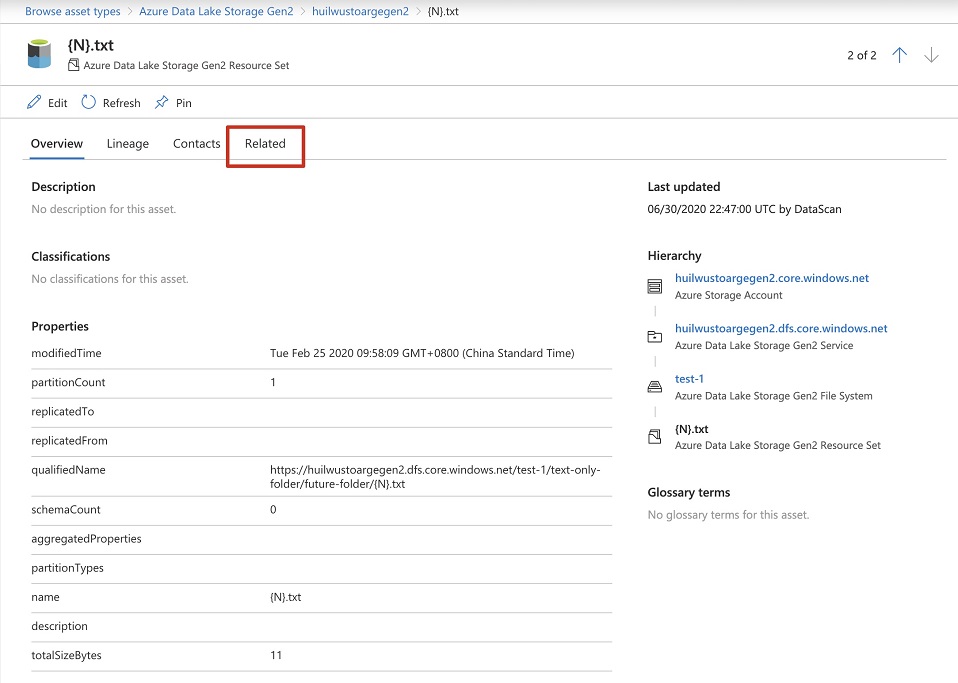 Browse asset types > Azure Data Lake Storage Gen2 > huilwustoargegen2 > {N}.txt
{N}.txt
Azure Data Lake Storage Gen2 Resource Set
2 of 2
Edit Refresh Pin
Overview Lineage Contacts Related
Description
No description for this asset.
Classifications
No classifications for this asset.
Properties
modifiedTime Tue Feb 25 2020 09:58:09 GMT+0800 (China Standard Time)
partitionCount 1
replicatedTo
replicatedFrom
qualifiedName https://huilwustoargegen2.dfs.core.windows.net/test-1/text-only-
folder/future-folder/{N}.txt
schemaCount 0
aggregatedProperties
partitionTypes
name {N}.txt
description
totalSizeBytes 11
Last updated
06/30/2020 22:47:00 UTC by DataScan
Hierarchy
huilwustoargegen2.core.windows.net
Azure Storage Account
huilwustoargegen2.dfs.core.windows.net
Azure Data Lake Storage Gen2 Service
test-1
Azure Data Lake Storage Gen2 File System
{N}.txt
Azure Data Lake Storage Gen2 Resource Set
Glossary terms
No glossary terms for this asset.